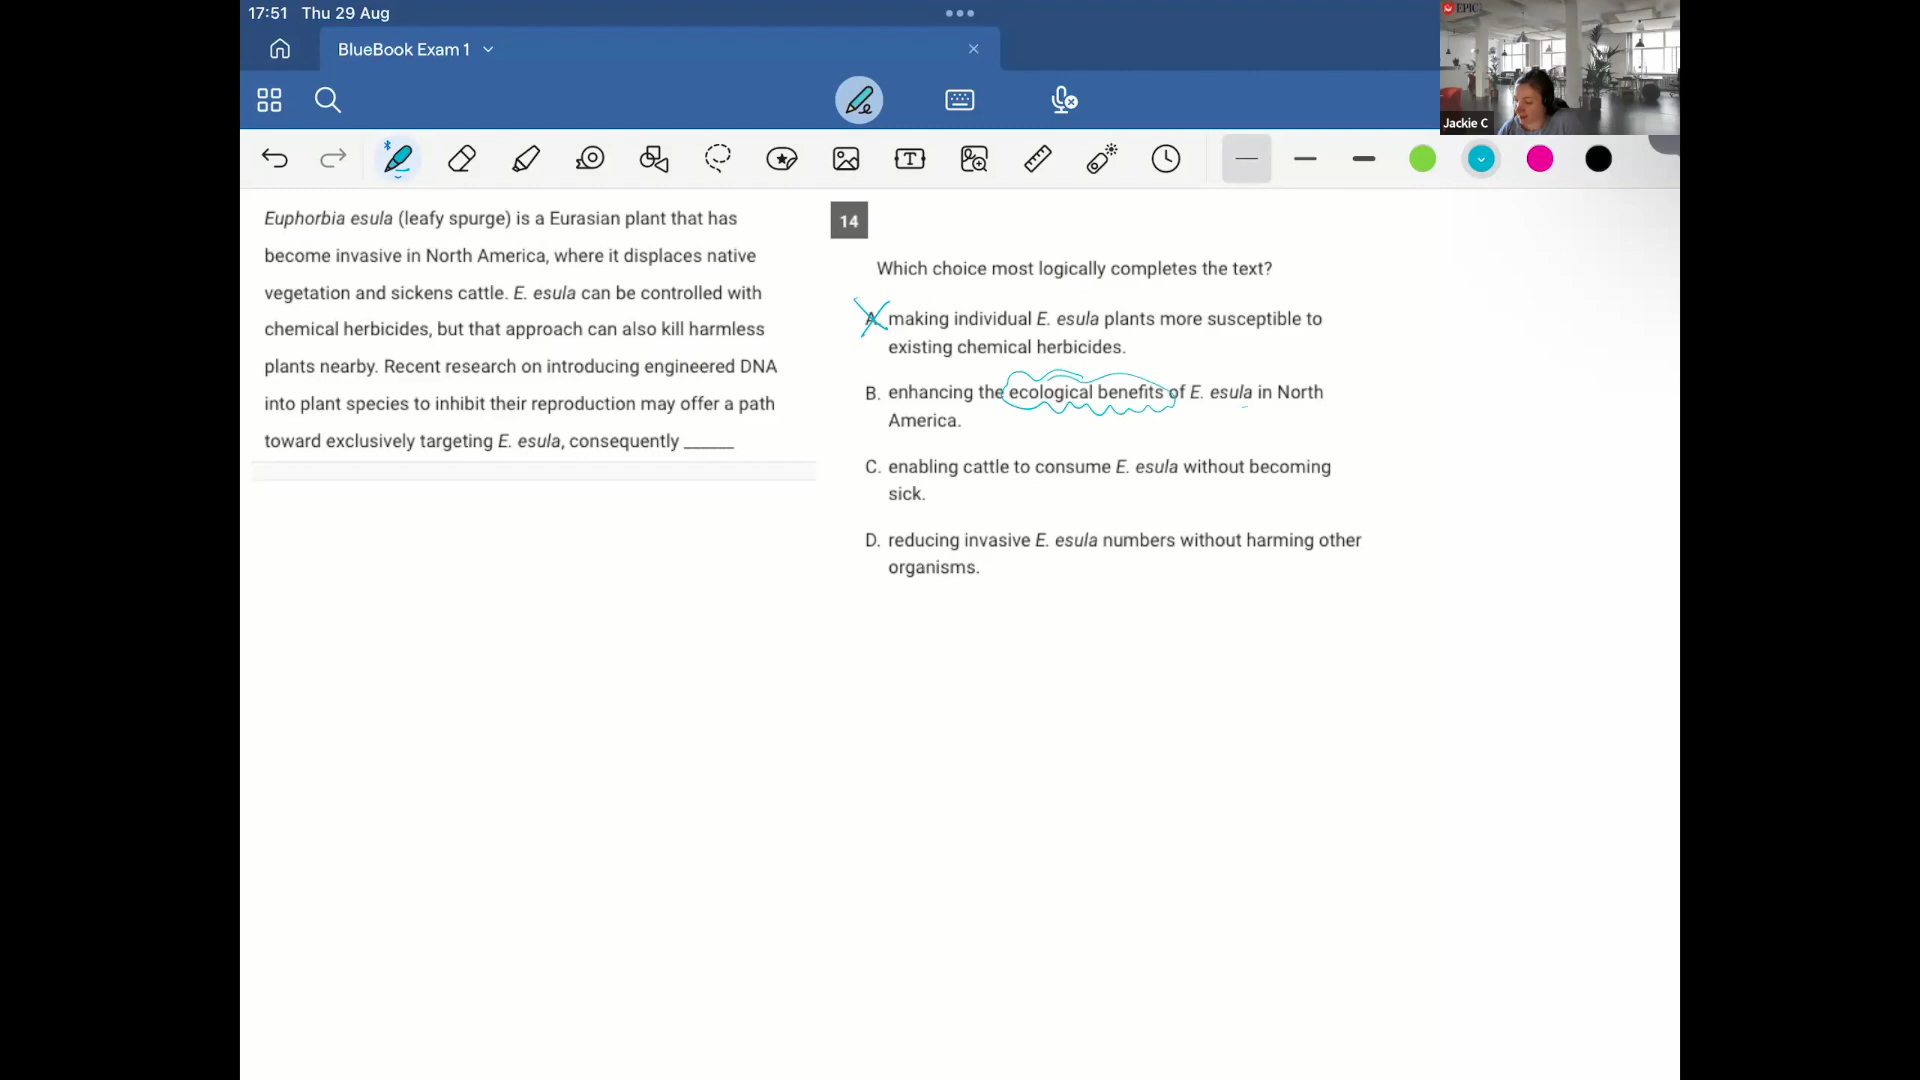 17:51 Thu 29 Aug
BlueBook Exam 1
EPIC
Jackie C
Euphorbia esula (leafy spurge) is a Eurasian plant that has
become invasive in North America, where it displaces native
vegetation and sickens cattle. E. esula can be controlled with
chemical herbicides, but that approach can also kill harmless
plants nearby. Recent research on introducing engineered DNA
into plant species to inhibit their reproduction may offer a path
toward exclusively targeting E. esula, consequently ______
14
Which choice most logically completes the text?
A. making individual E. esula plants more susceptible to
existing chemical herbicides.
B. enhancing the ecological benefits of E. esula in North
America.
C. enabling cattle to consume E. esula without becoming
sick.
D. reducing invasive E. esula numbers without harming other
organisms.